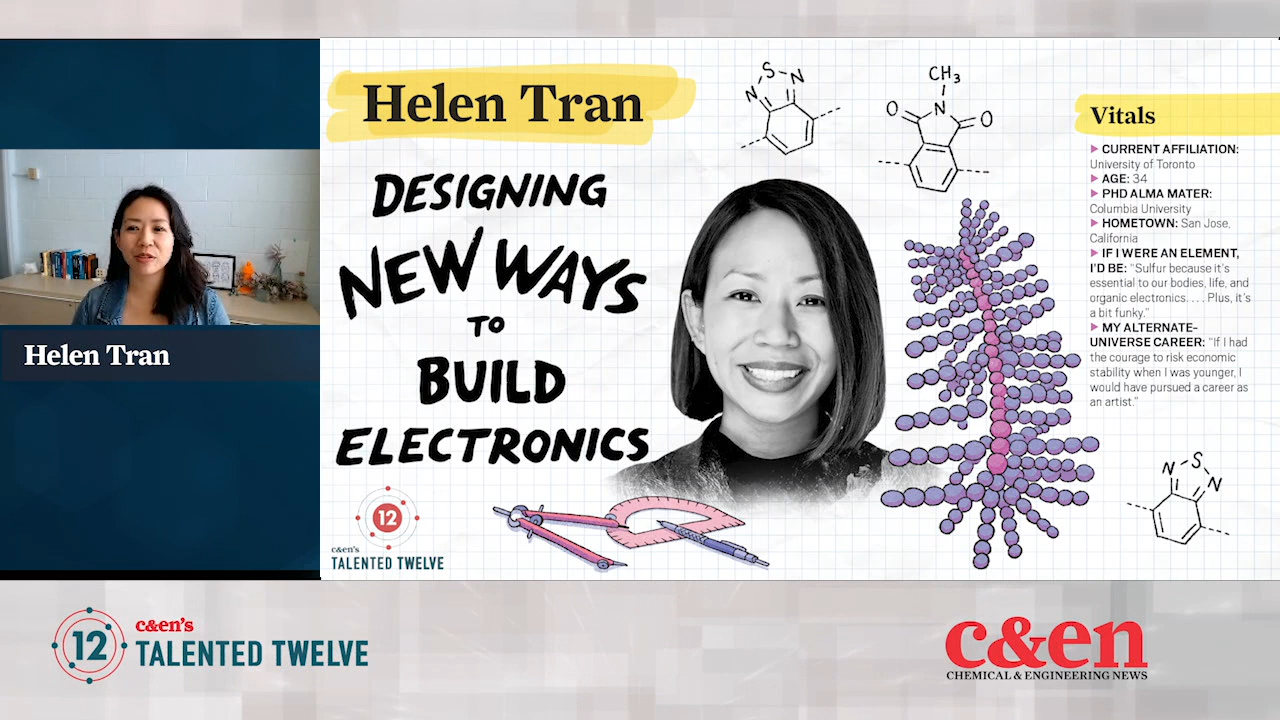 Helen Tran
Helen Tran
DESIGNING
NEW WAYS
TO
BUILD
ELECTRONICS
12
c&en's
TALENTED TWELVE
S
N N
CH₃
N
O O
Vitals
▶ CURRENT AFFILIATION:
University of Toronto
▶ AGE: 34
▶ PHD ALMA MATER:
Columbia University
▶ HOMETOWN: San Jose,
California
▶ IF I WERE AN ELEMENT,
I'D BE: "Sulfur because it's
essential to our bodies, life, and
organic electronics. . . . Plus, it's
a bit funky."
▶ MY ALTERNATE-
UNIVERSE CAREER: "If I had
the courage to risk economic
stability when I was younger, I
would have pursued a career as
an artist."
S
N N
12
c&en's
TALENTED TWELVE
c&en
CHEMICAL & ENGINEERING NEWS